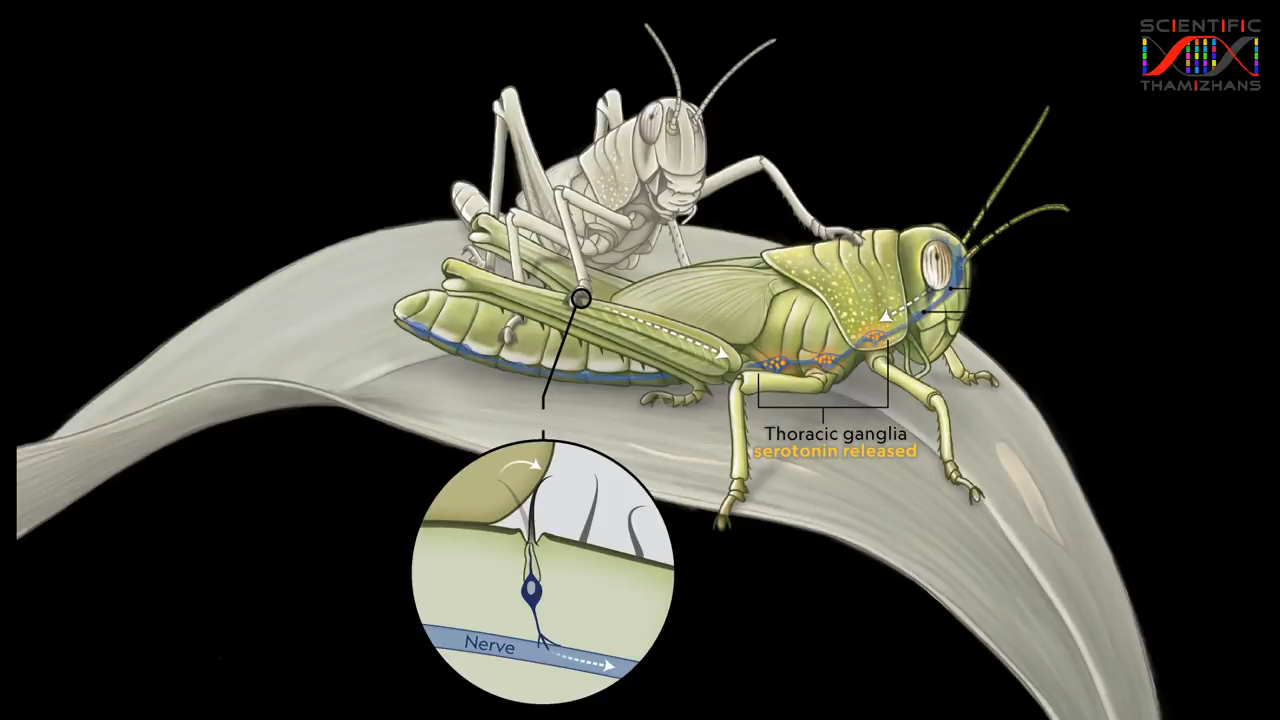 SCIENTIFIC
THAMIZHANS
Thoracic ganglia
serotonin released
Nerve